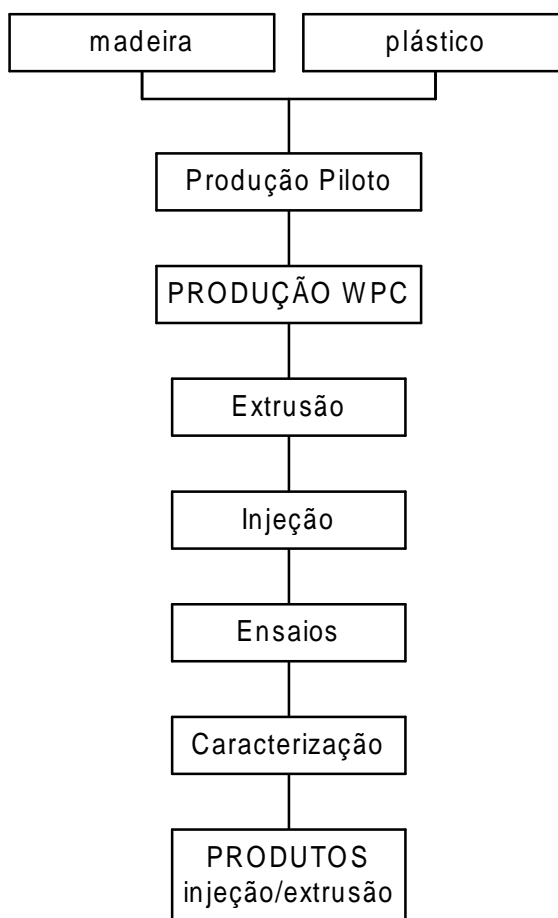 madeira
plástico
Produção Piloto
PRODUÇÃO WPC
Extrusão
Injeção
Ensaios
Caracterização
PRODUTOS
injeção/extrusão